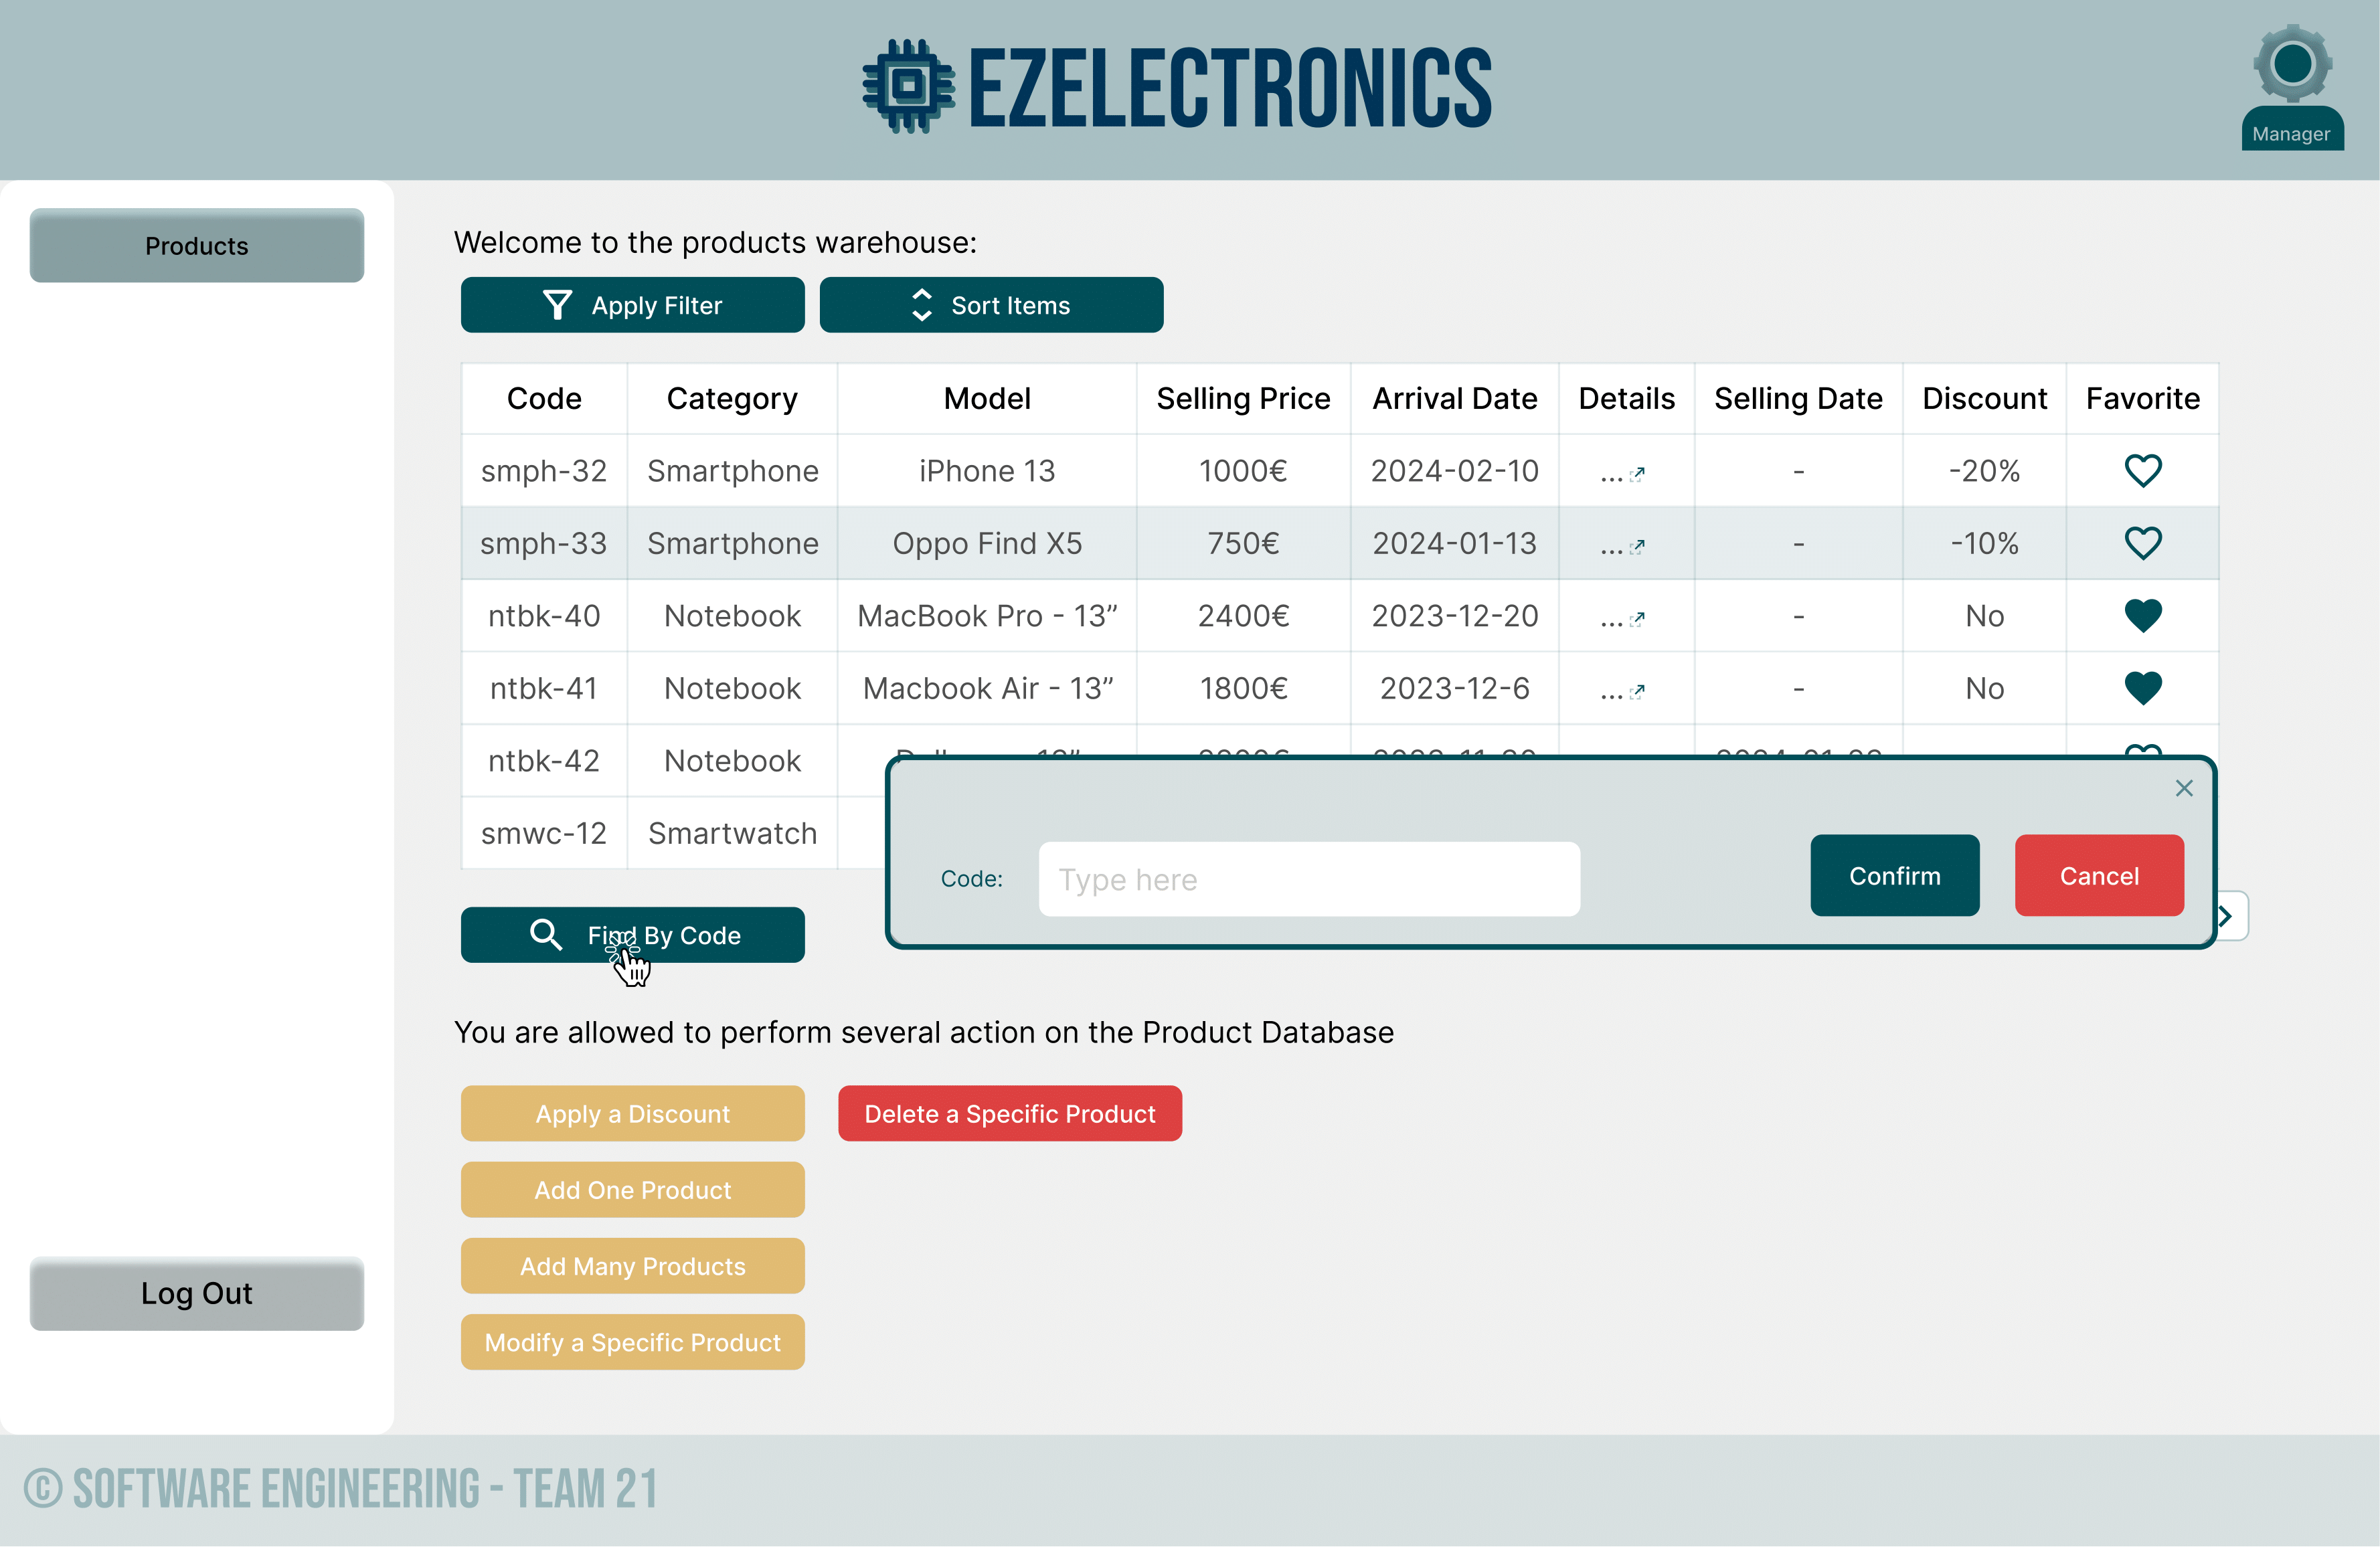 EZELECTRONICS
Manager
Products
Welcome to the products warehouse:
Apply Filter
Sort Items
Code Category Model Selling Price Arrival Date Details Selling Date Discount Favorite
smph-32 Smartphone iPhone 13 1000€ 2024-02-10 ... - -20%
smph-33 Smartphone Oppo Find X5 750€ 2024-01-13 ... - -10%
ntbk-40 Notebook MacBook Pro - 13” 2400€ 2023-12-20 ... - No
ntbk-41 Notebook Macbook Air - 13” 1800€ 2023-12-6 ... - No
ntbk-42 Notebook
smwc-12 Smartwatch
Code: Type here
Confirm
Cancel
Find By Code
You are allowed to perform several action on the Product Database
Apply a Discount
Delete a Specific Product
Add One Product
Add Many Products
Modify a Specific Product
Log Out
© SOFTWARE ENGINEERING - TEAM 21